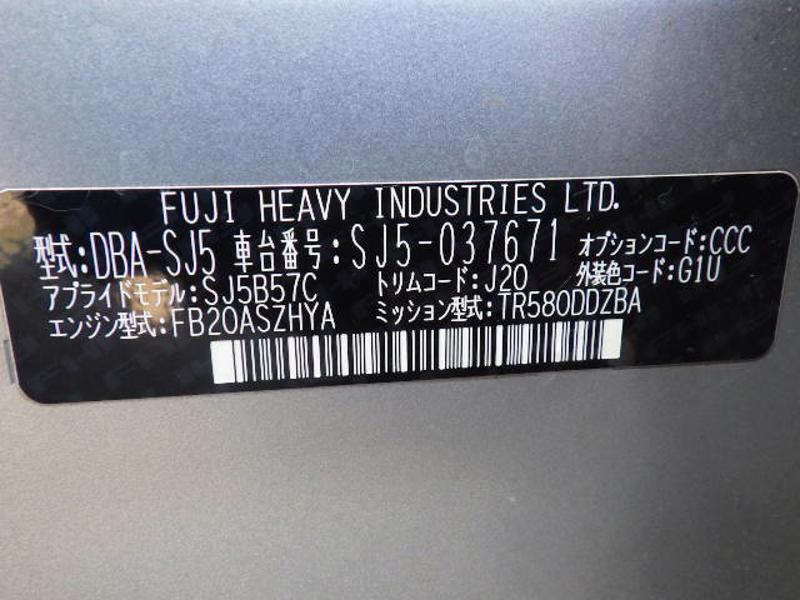 FUJI HEAVY INDUSTRIES LTD.
型式:DBA-SJ5 車台番号:SJ5-037671 オプションコード:CCC
アプライドモデル:SJ5B57C トリムコード:J20 外装色コード:G1U
エンジン型式:FB20ASZHYA ミッション型式:TR580DDZBA